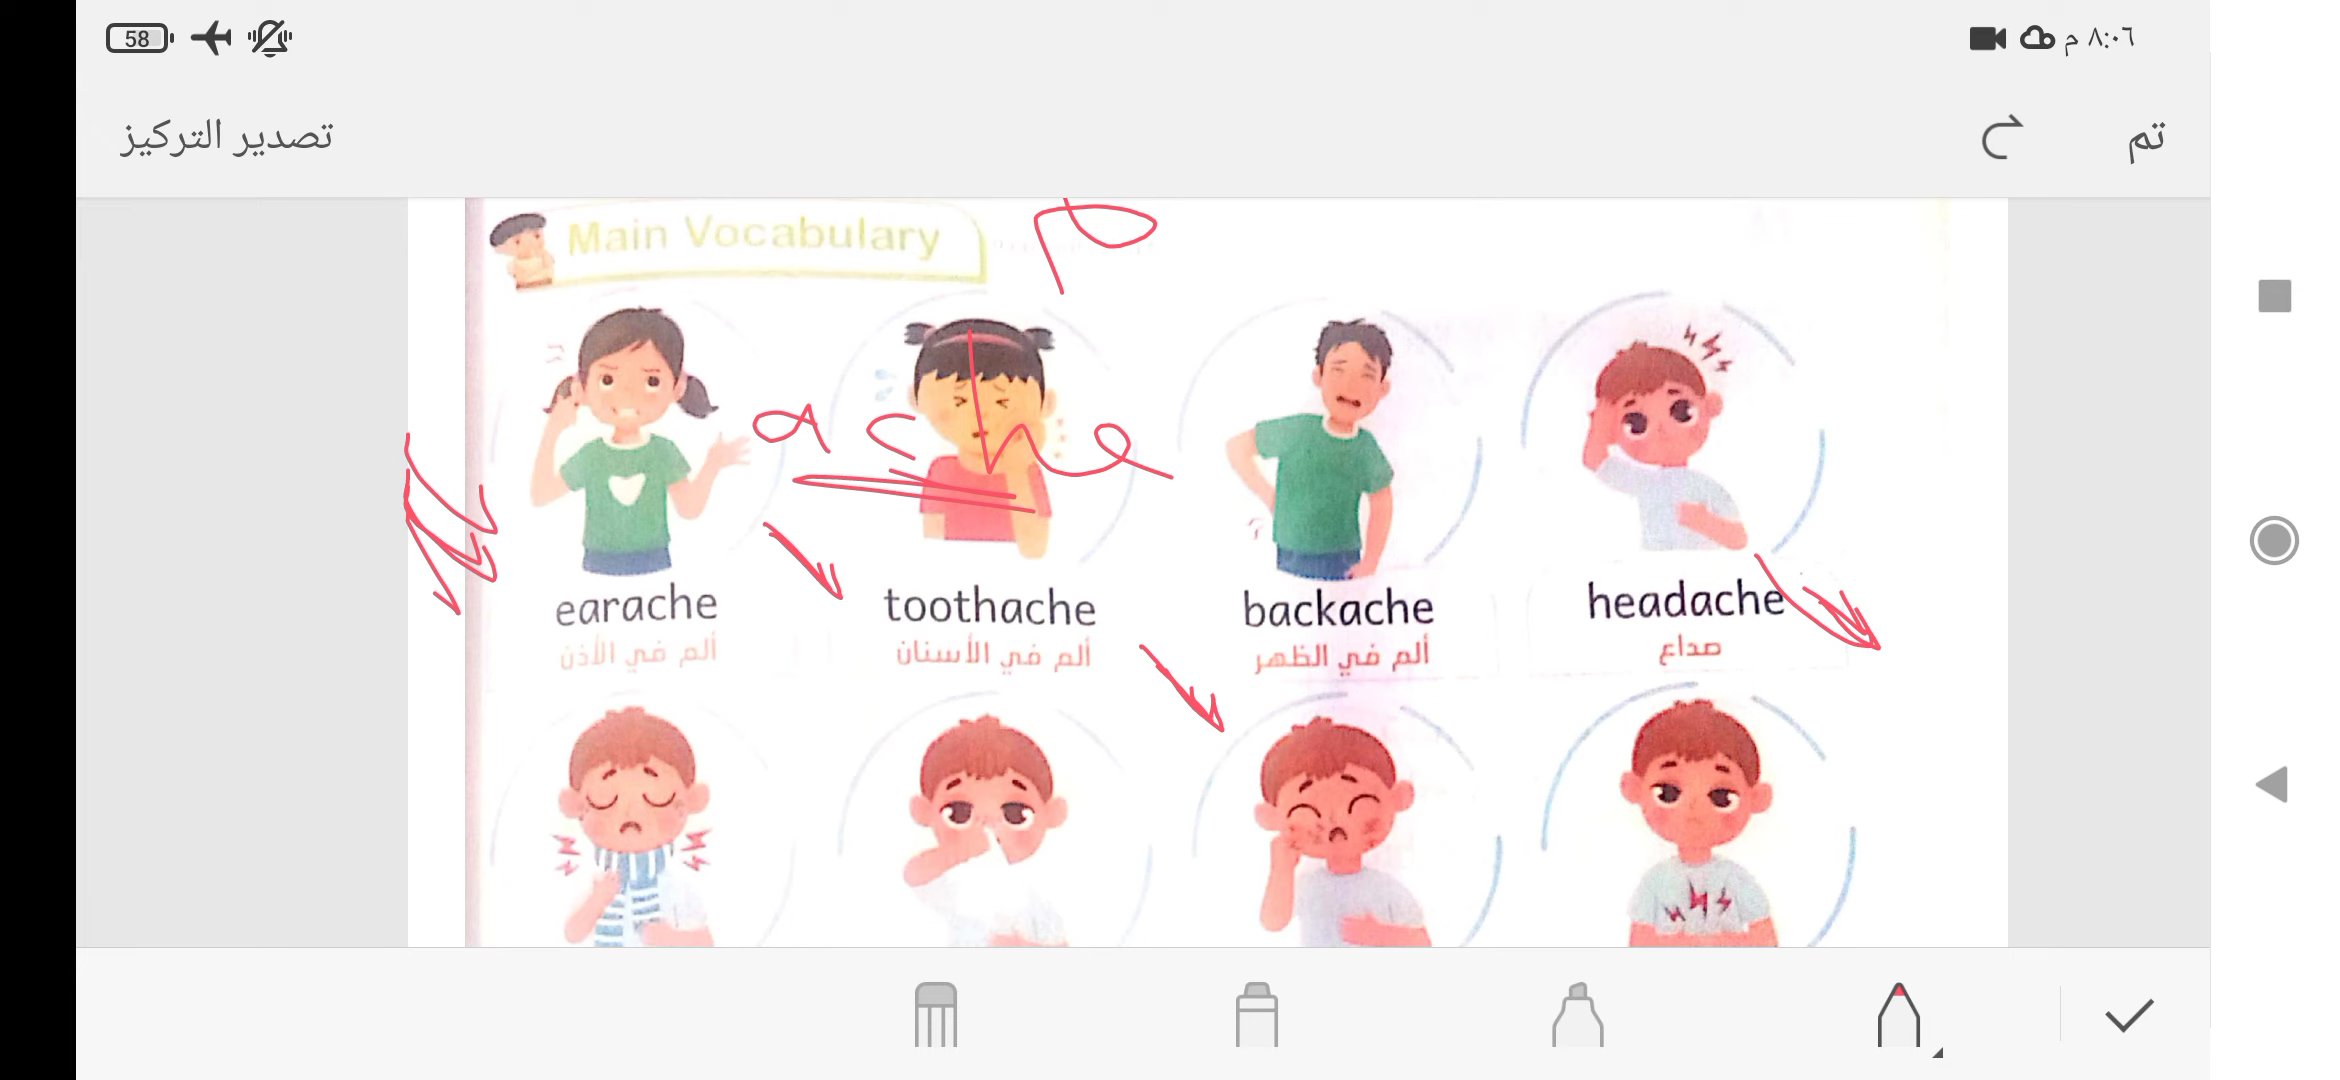 58
٨:٠٦ م
تصدير التركيز
تم
Main Vocabulary
ache
earache
toothache
backache
headache
ألم في الأذن
ألم في الأسنان
ألم في الظهر
صداع